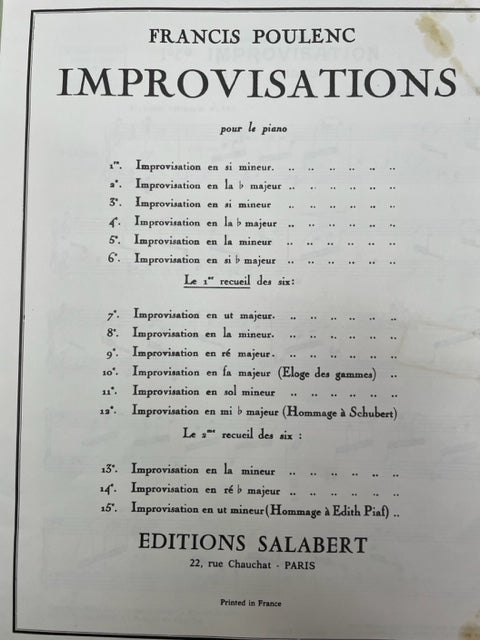 FRANCIS POULENC
IMPROVISATIONS
pour le piano
1re. Improvisation en si mineur. .. .. .. .. .. ..
2e. Improvisation en la ♭ majeur .. .. .. .. .. ..
3e. Improvisation en si mineur .. .. .. .. .. ..
4e. Improvisation en la ♭ majeur .. .. .. .. .. ..
5e. Improvisation en la mineur .. .. .. .. .. ..
6e. Improvisation en si ♭ majeur .. .. .. .. .. ..
Le 1er recueil des six:
7e. Improvisation en ut majeur. .. .. .. .. .. ..
8e. Improvisation en la mineur. .. .. .. .. .. ..
9e. Improvisation en ré majeur. .. .. .. .. .. ..
10e. Improvisation en fa majeur (Eloge des gammes) ..
11e. Improvisation en sol mineur .. .. .. .. .. ..
12e. Improvisation en mi ♭ majeur (Hommage à Schubert)
Le 2me recueil des six :
13e. Improvisation en la mineur .. .. .. .. .. ..
14e. Improvisation en ré ♭ majeur .. .. .. .. .. ..
15e. Improvisation en ut mineur (Hommage à Edith Piaf) ..
EDITIONS SALABERT
22, rue Chauchat - PARIS
Printed in France